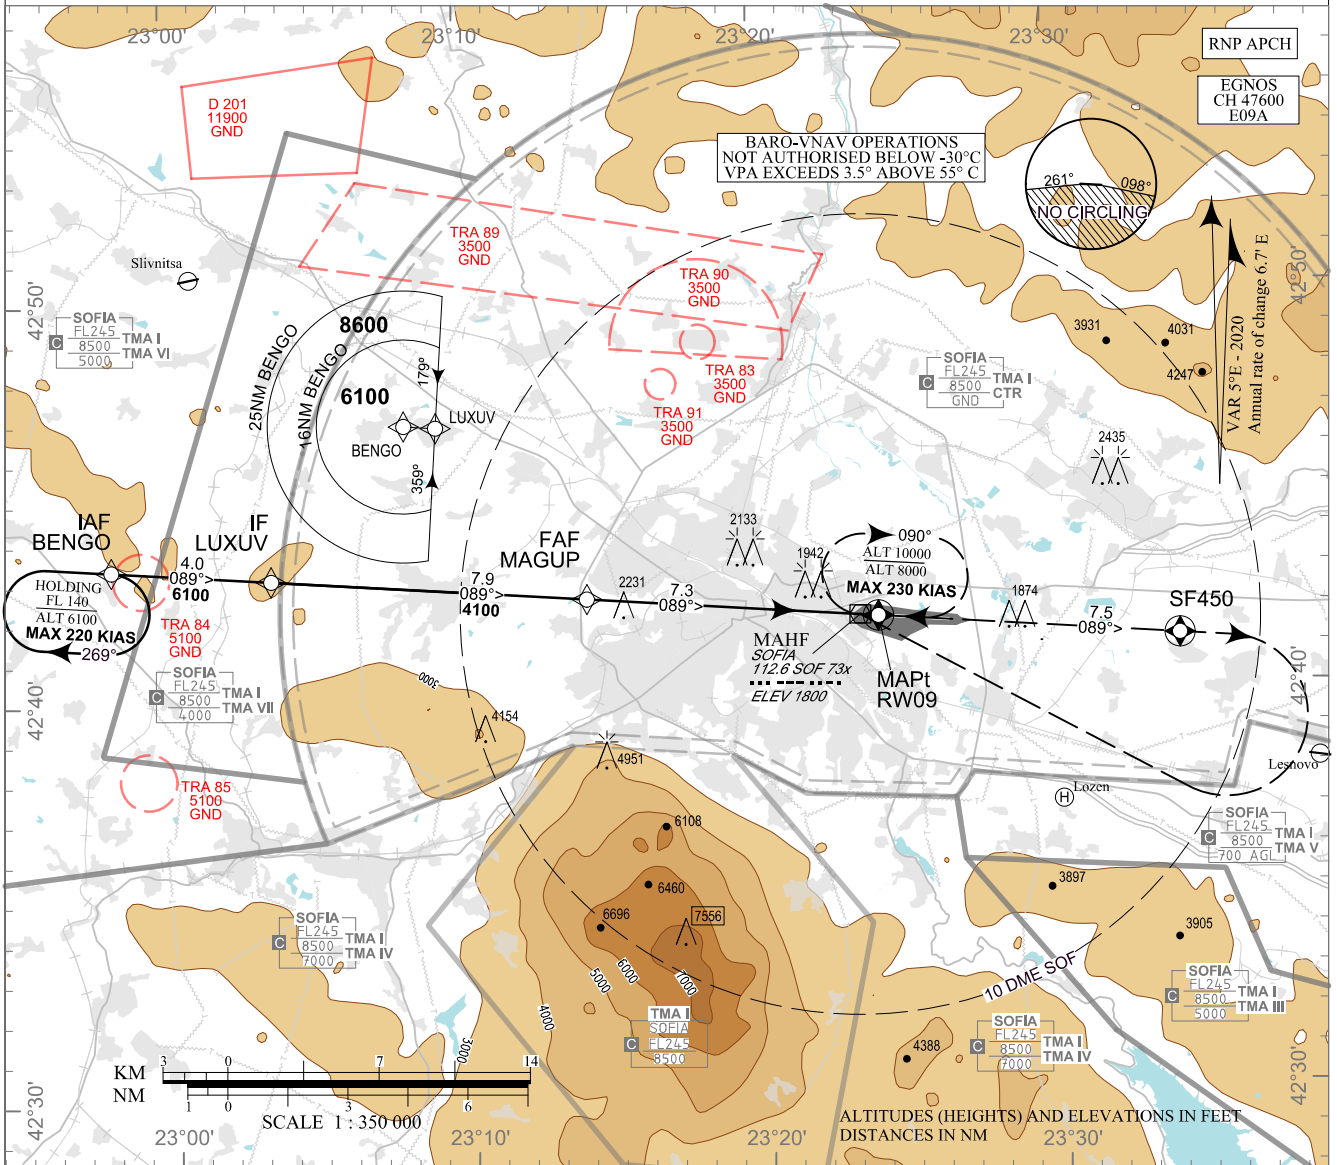 23°00'
23°10'
23°20'
23°30'
RNP APCH
EGNOS
CH 47600
E09A
D 201
11900
GND
BARO-VNAV OPERATIONS
NOT AUTHORISED BELOW -30°C
VPA EXCEEDS 3.5° ABOVE 55° C
261°
098°
NO CIRCLING
VAR 5°E - 2020
Annual rate of change 6.7' E
42°50'
42°50'
TRA 89
3500
GND
TRA 90
3500
GND
TRA 83
3500
GND
TRA 91
3500
GND
Slivnitsa
SOFIA
FL245
8500
5000
C
TMA I
TMA VI
25NM BENGO
8600
16NM BENGO
6100
179°
LUXUV
BENGO
359°
3931
4031
4247
SOFIA
FL245
8500
GND
C
TMA I
CTR
2435
2133
1942
2231
1874
IAF
BENGO
IF
LUXUV
FAF
MAGUP
4.0
089°>
6100
7.9
089°>
4100
7.3
089°>
7.5
089°>
090°
ALT 10000
ALT 8000
MAX 230 KIAS
SF450
HOLDING
FL 140
ALT 6100
MAX 220 KIAS
269°
TRA 84
5100
GND
MAHF
SOFIA
112.6 SOF 73x
ELEV 1800
MAPt
RW09
SOFIA
FL245
8500
4000
C
TMA I
TMA VII
3000
4154
4951
42°40'
42°40'
TRA 85
5100
GND
Lesnovo
H
Lozen
SOFIA
FL245
8500
700 AGL
C
TMA I
TMA V
6108
6460
6696
7556
3897
3905
SOFIA
FL245
8500
7000
C
TMA I
TMA IV
5000
6000
7000
4000
3000
10 DME SOF
SOFIA
FL245
8500
5000
C
TMA I
TMA III
TMA I
SOFIA
FL245
8500
C
4388
SOFIA
FL245
8500
7000
C
TMA I
TMA IV
KM
3
0
7
14
NM
1
0
3
6
SCALE 1 : 350 000
ALTITUDES (HEIGHTS) AND ELEVATIONS IN FEET
DISTANCES IN NM
42°30'
42°30'
23°00'
23°10'
23°20'
23°30'